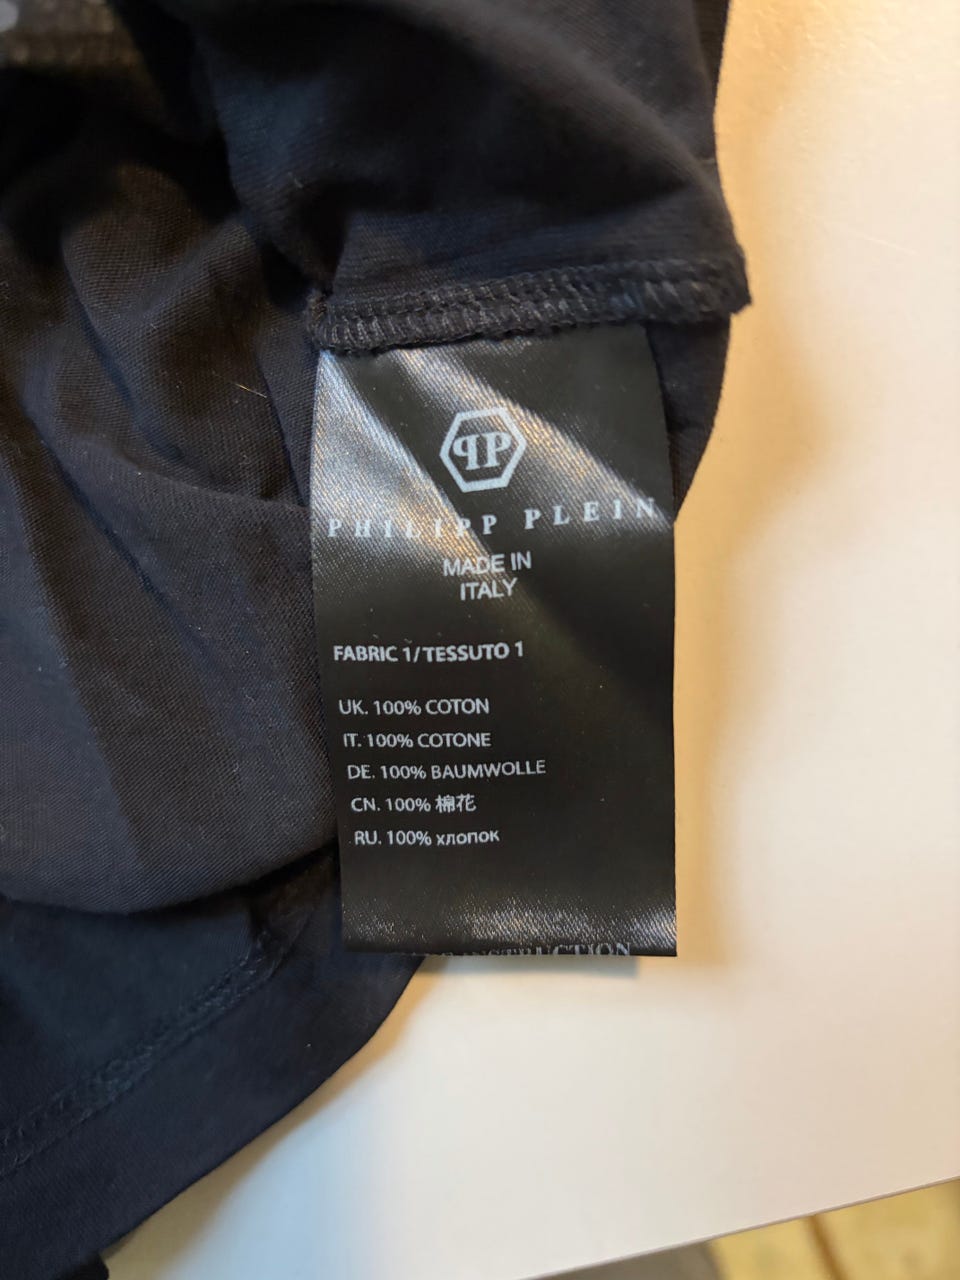 PHILIPP PLEIN
MADE IN
ITALY
FABRIC 1/TESSUTO 1
UK. 100% COTON
IT. 100% COTONE
DE. 100% BAUMWOLLE
CN. 100% 棉花
RU. 100% хлопок
INSTRUCTION